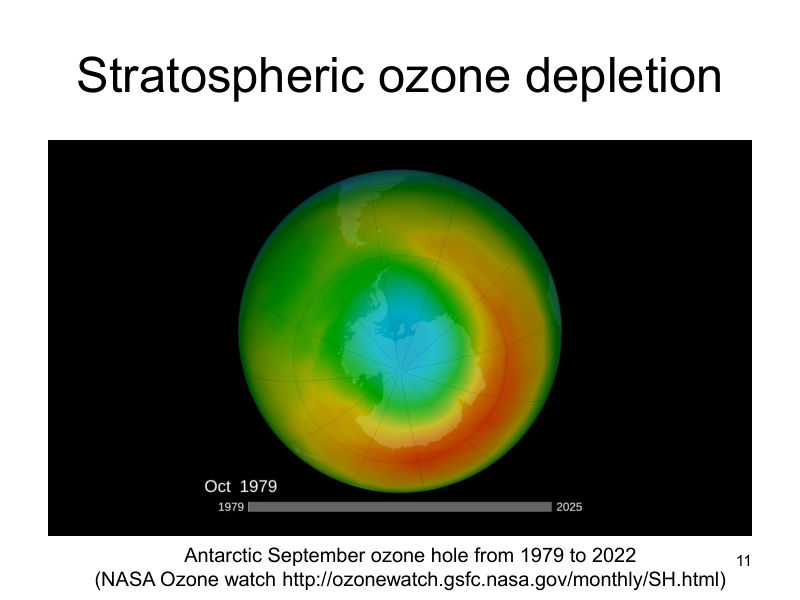 Stratospheric ozone depletion
Oct 1979
1979 2025
Antarctic September ozone hole from 1979 to 2022
11
(NASA Ozone watch http://ozonewatch.gsfc.nasa.gov/monthly/SH.html)